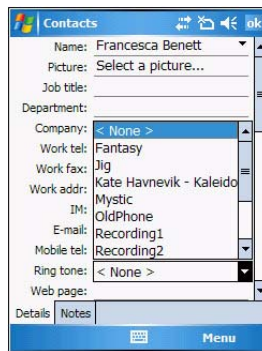 Contacts ok
Name: Francesca Benett
Picture: Select a picture...
Job title:
Department:
Company: < None >
Work tel: Fantasy
Work fax: Jig
Work addr: Kate Havnevik - Kaleido
Mystic
IM: OldPhone
E-mail: Recording1
Mobile tel: Recording2
Ring tone: < None >
Web page:
Details Notes
Menu